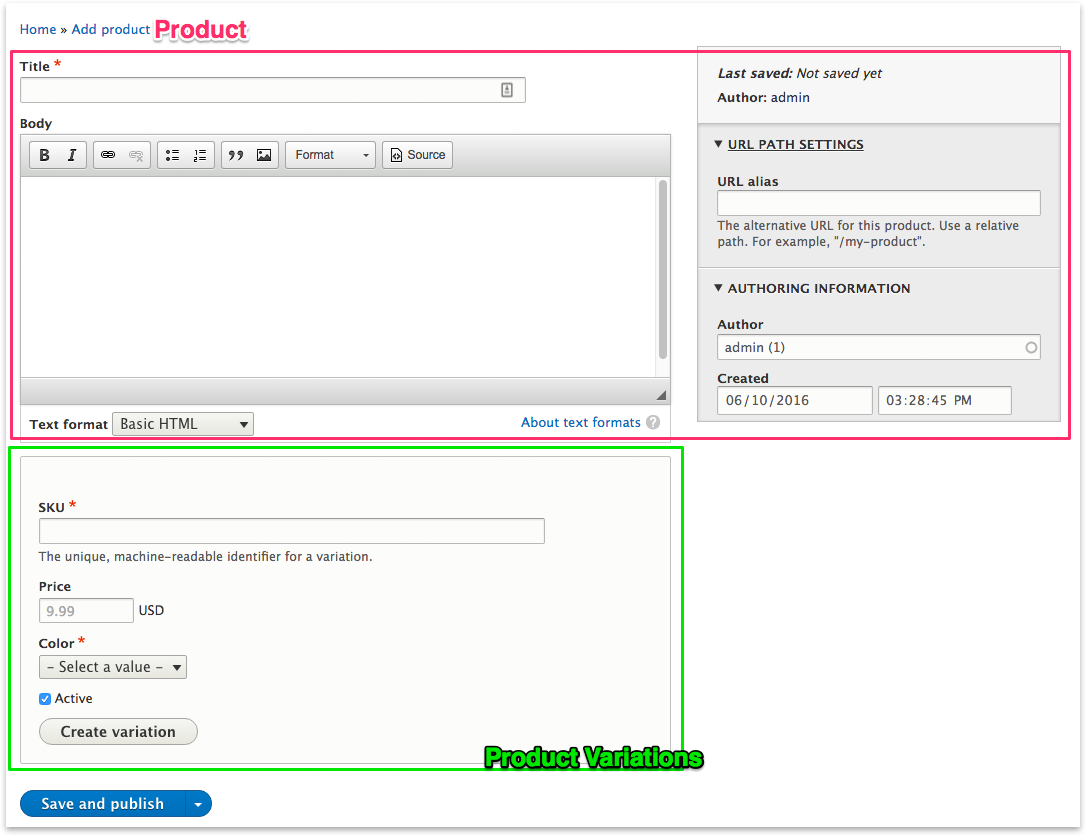 Home » Add product Product
Title *
Body
B I Format Source
Text format Basic HTML
About text formats ?
Last saved: Not saved yet
Author: admin
URL PATH SETTINGS
URL alias
The alternative URL for this product. Use a relative
path. For example, "/my-product".
AUTHORING INFORMATION
Author
admin (1)
Created
06/10/2016 03:28:45 PM
SKU *
The unique, machine-readable identifier for a variation.
Price
9.99 USD
Color *
- Select a value -
Active
Create variation
Product Variations
Save and publish